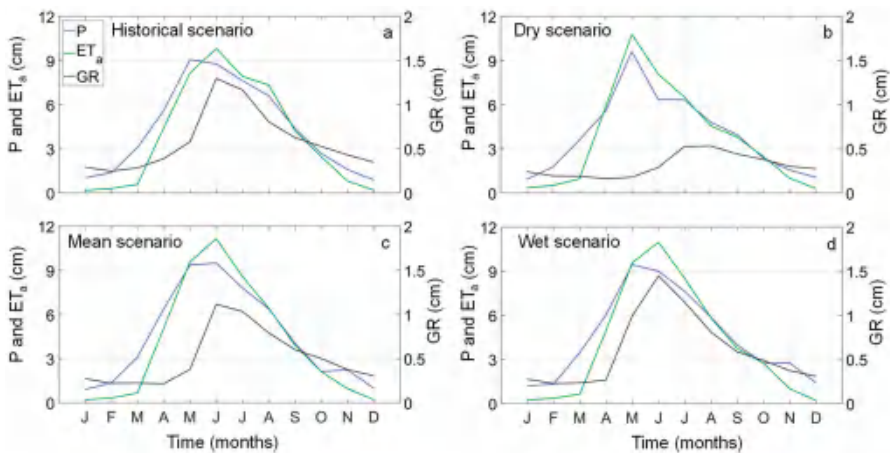 Historical scenario
a
P
ETa
GR
12
9
6
3
0
P and ETa (cm)
2
1.5
1
0.5
0
GR (cm)
J F M A M J J A S O N D
Dry scenario
b
12
9
6
3
0
P and ETa (cm)
2
1.5
1
0.5
0
GR (cm)
J F M A M J J A S O N D
Mean scenario
c
12
9
6
3
0
P and ETa (cm)
2
1.5
1
0.5
0
GR (cm)
J F M A M J J A S O N D
Time (months)
Wet scenario
d
12
9
6
3
0
P and ETa (cm)
2
1.5
1
0.5
0
GR (cm)
J F M A M J J A S O N D
Time (months)